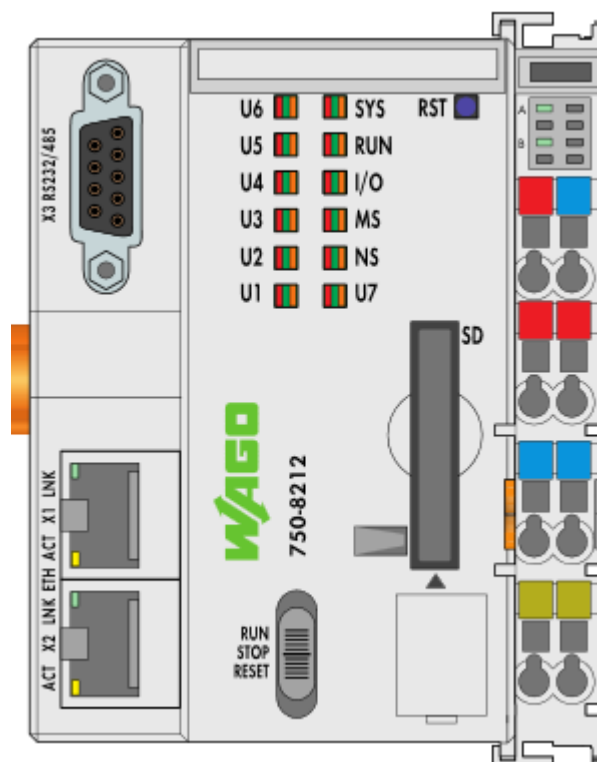 X3 RS232/485
U6 SYS RST
U5 RUN
U4 I/O
U3 MS
U2 NS
U1 U7
SD
A
B
WAGO
750-8212
ACT X2 LNK ETH ACT X1 LNK
RUN
STOP
RESET